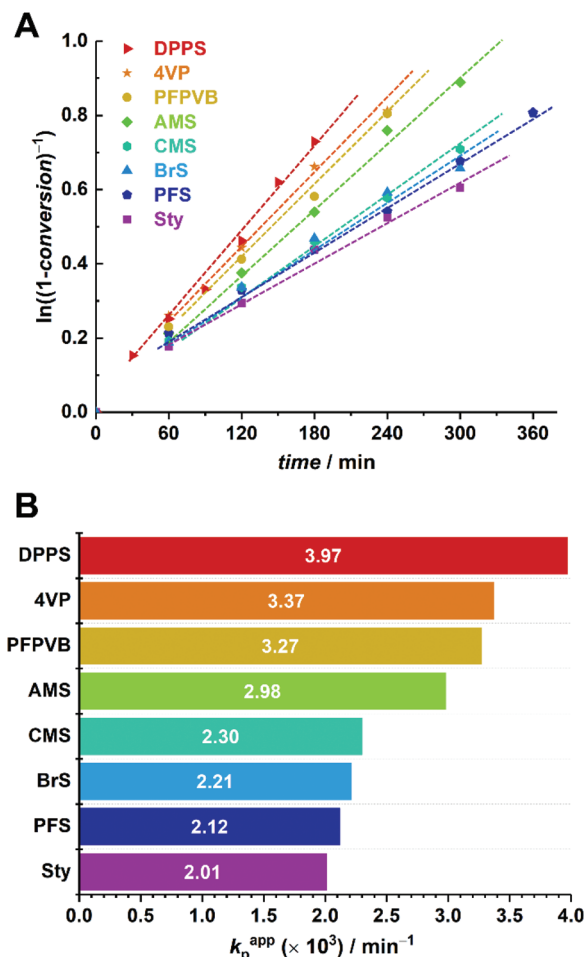 A
1.0
0.8
0.6
0.4
0.2
0.0
ln((1-conversion)⁻¹)
DPPS
4VP
PFPVB
AMS
CMS
BrS
PFS
Sty
0 60 120 180 240 300 360
time / min
B
DPPS 3.97
4VP 3.37
PFPVB 3.27
AMS 2.98
CMS 2.30
BrS 2.21
PFS 2.12
Sty 2.01
0.0 0.5 1.0 1.5 2.0 2.5 3.0 3.5 4.0
kₚᵃᵖᵖ (× 10³) / min⁻¹